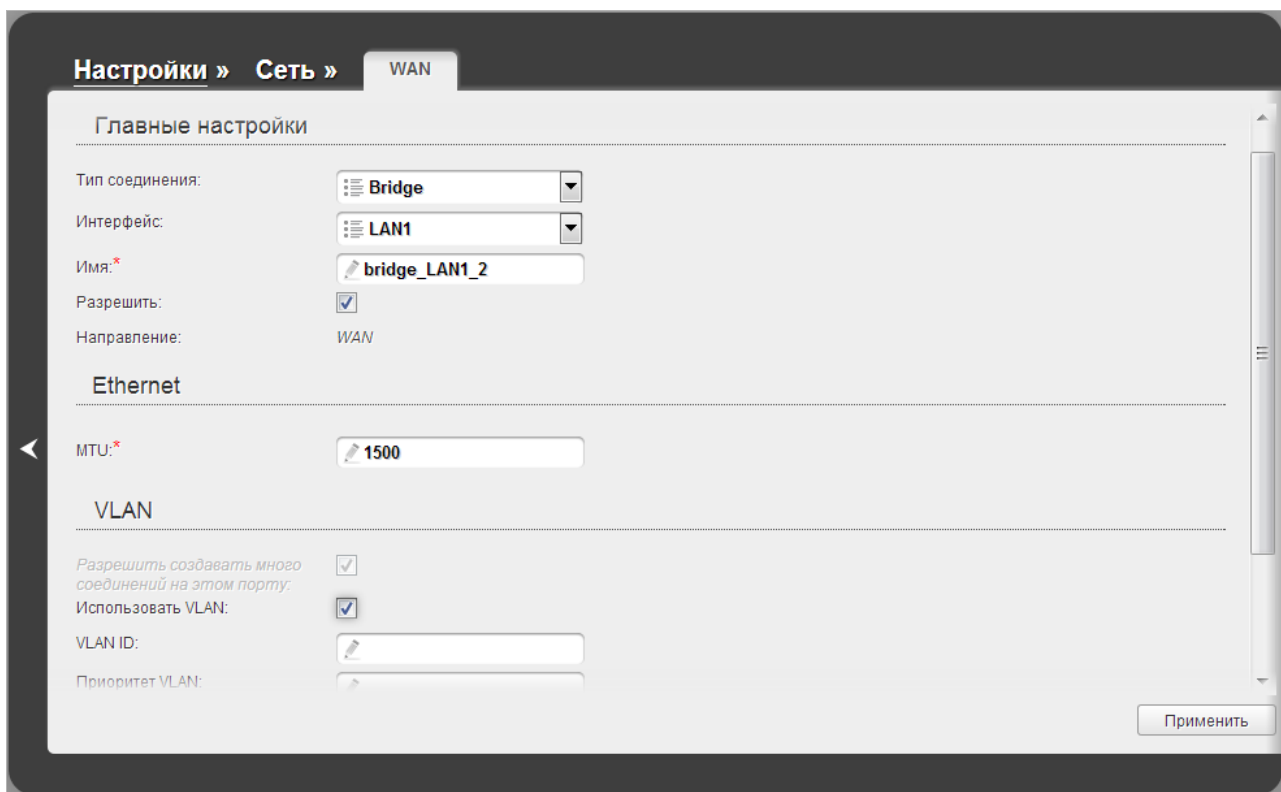 Настройки » Сеть » WAN
Главные настройки
Тип соединения: Bridge
Интерфейс: LAN1
Имя:* bridge_LAN1_2
Разрешить:
Направление: WAN
Ethernet
MTU:* 1500
VLAN
Разрешить создавать много
соединений на этом порту:
Использовать VLAN:
VLAN ID:
Приоритет VLAN:
Применить